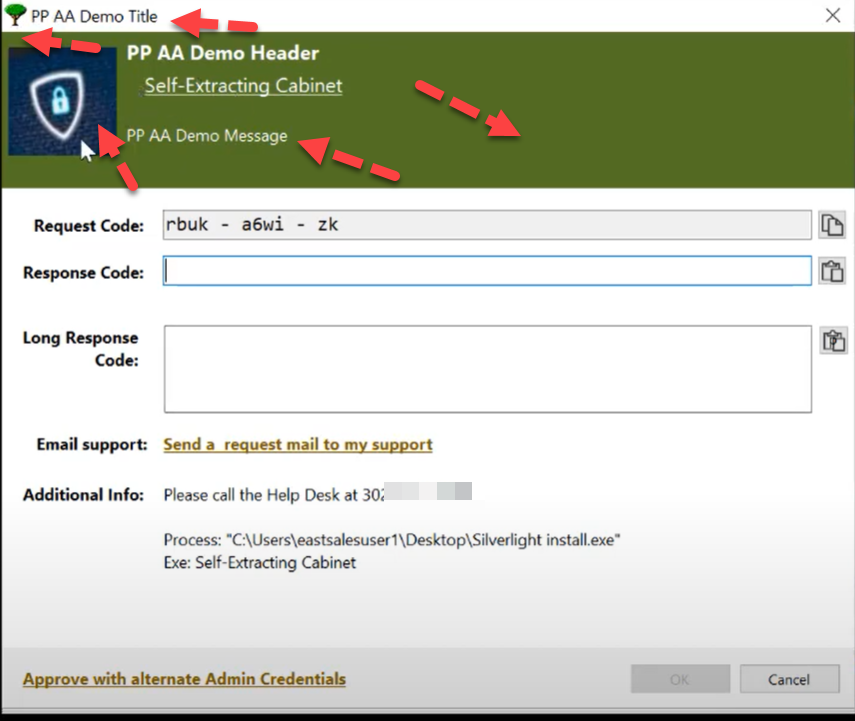 PP AA Demo Title
PP AA Demo Header
Self-Extracting Cabinet
PP AA Demo Message
Request Code: rbuk - a6wi - zk
Response Code:
Long Response
Code:
Email support: Send a request mail to my support
Additional Info: Please call the Help Desk at 302
Process: "C:\Users\eastsalesuser1\Desktop\Silverlight install.exe"
Exe: Self-Extracting Cabinet
Approve with alternate Admin Credentials
OK
Cancel